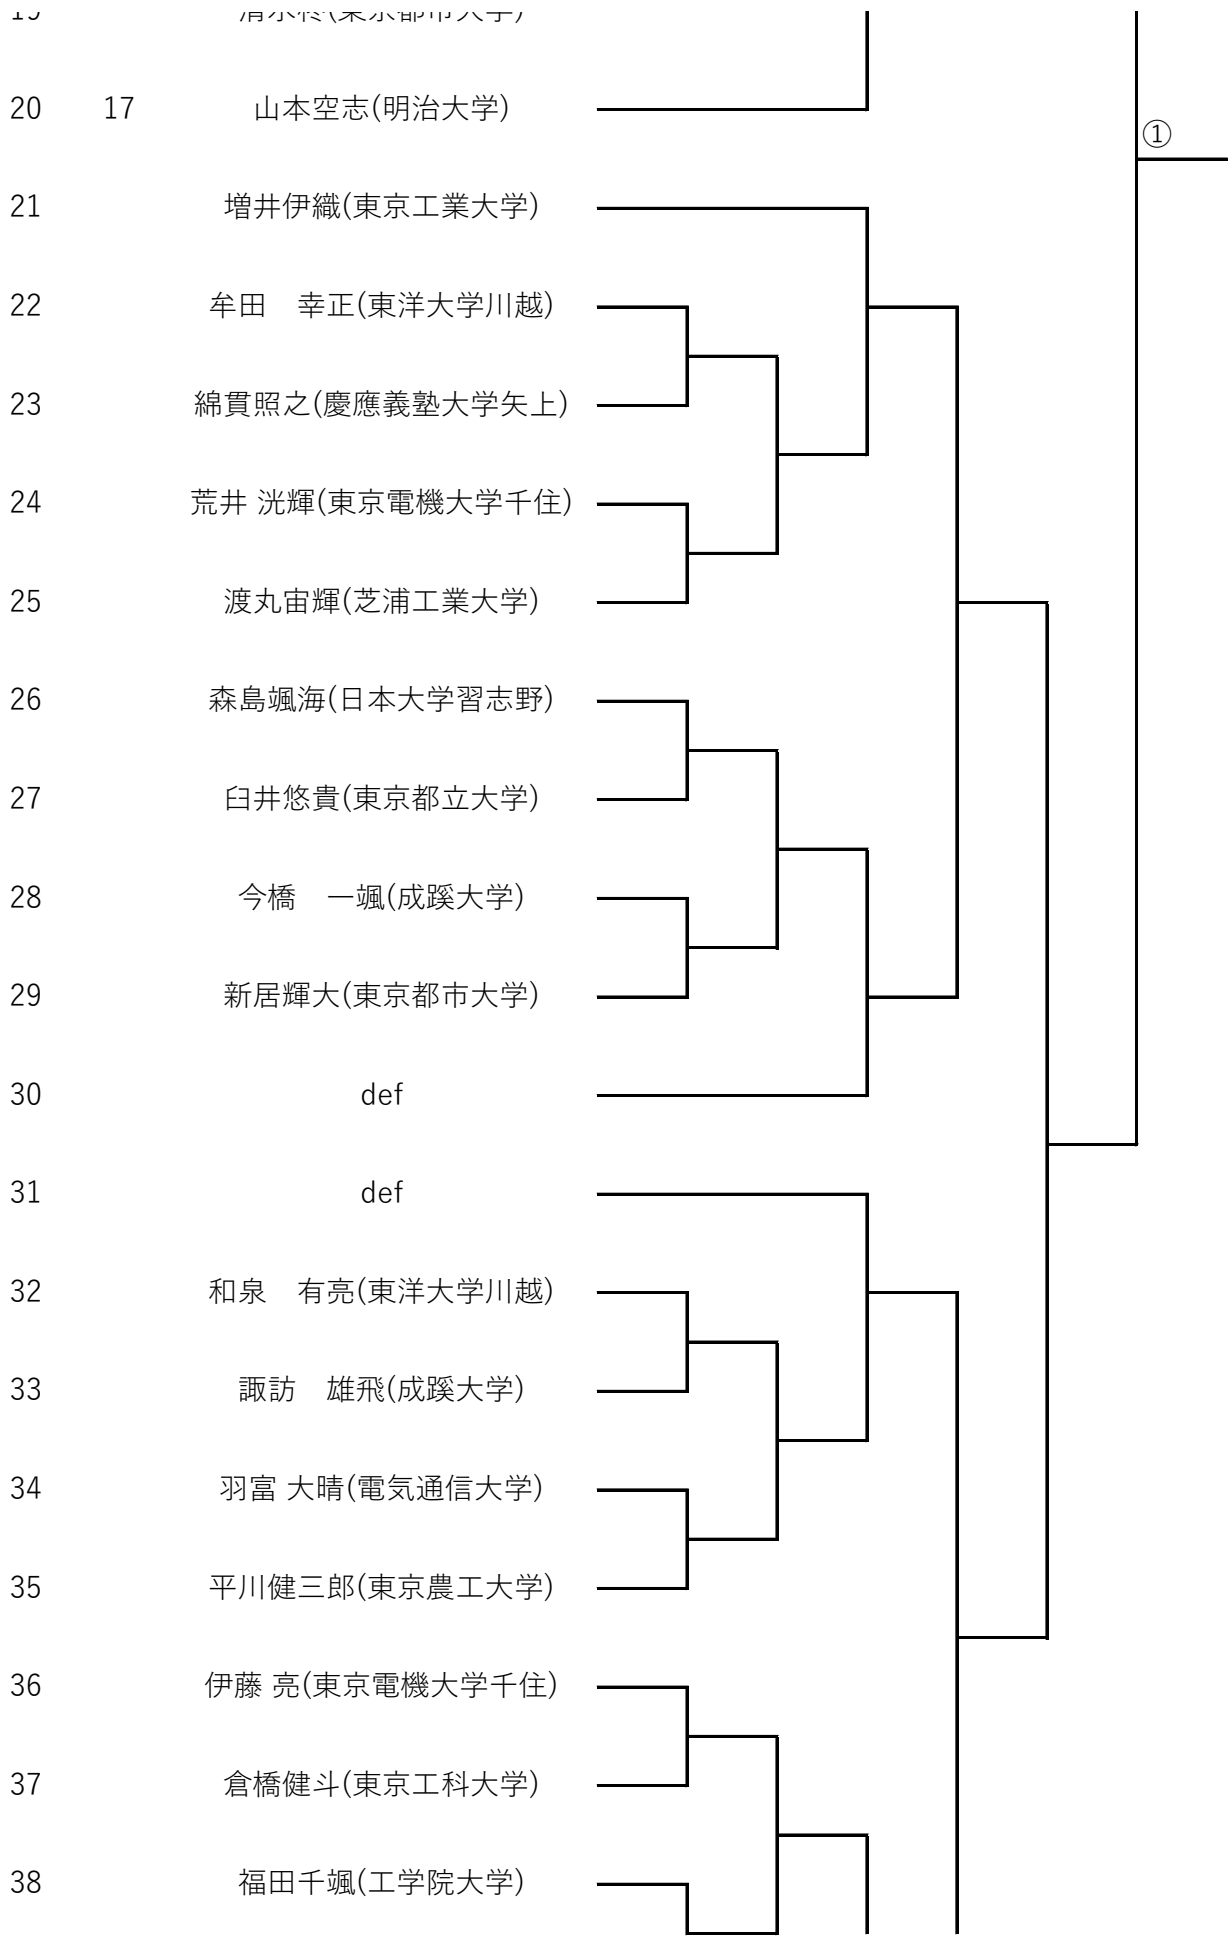 20 17 山本空志(明治大学)
①
21 増井伊織(東京工業大学)
22 牟田　幸正(東洋大学川越)
23 綿貫照之(慶應義塾大学矢上)
24 荒井 洸輝(東京電機大学千住)
25 渡丸宙輝(芝浦工業大学)
26 森島颯海(日本大学習志野)
27 臼井悠貴(東京都立大学)
28 今橋　一颯(成蹊大学)
29 新居輝大(東京都市大学)
30 def
31 def
32 和泉　有亮(東洋大学川越)
33 諏訪　雄飛(成蹊大学)
34 羽富 大晴(電気通信大学)
35 平川健三郎(東京農工大学)
36 伊藤 亮(東京電機大学千住)
37 倉橋健斗(東京工科大学)
38 福田千颯(工学院大学)